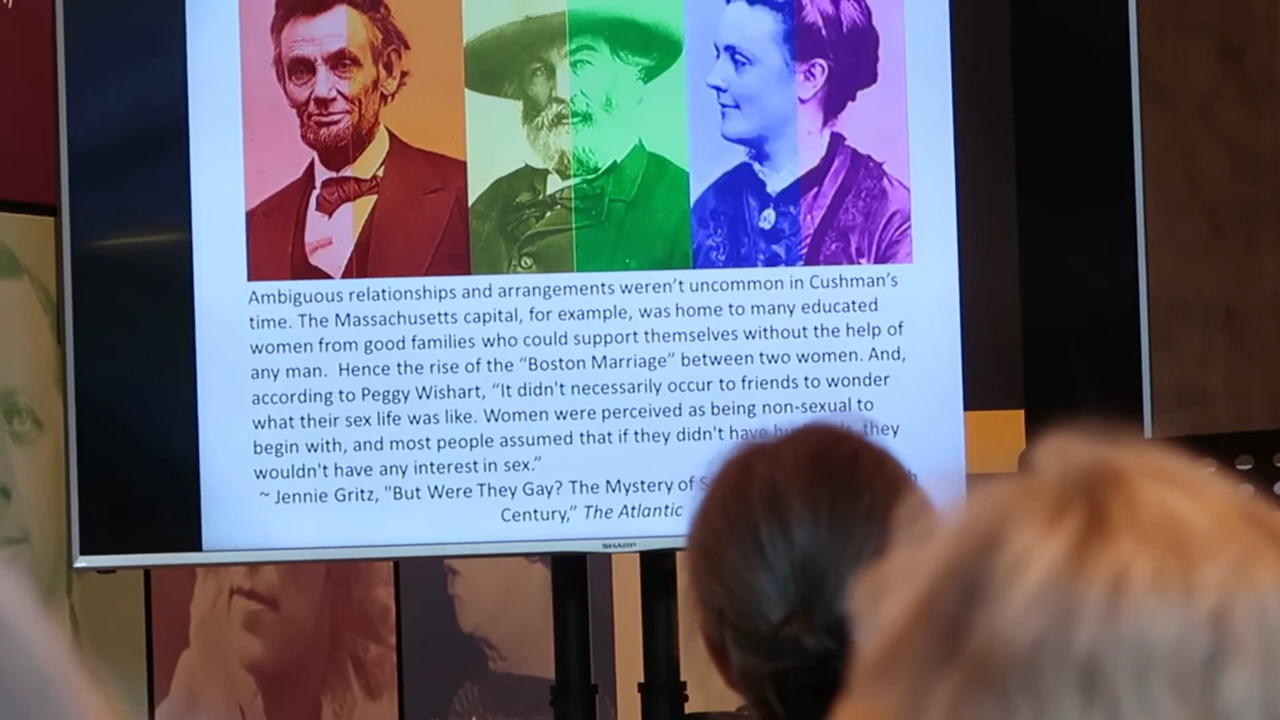 Ambiguous relationships and arrangements weren't uncommon in Cushman's
time. The Massachusetts capital, for example, was home to many educated
women from good families who could support themselves without the help of
any man.  Hence the rise of the “Boston Marriage” between two women. And,
according to Peggy Wishart, “It didn't necessarily occur to friends to wonder
what their sex life was like. Women were perceived as being non-sexual to
begin with, and most people assumed that if they didn't have they
wouldn't have any interest in sex.”
~ Jennie Gritz, "But Were They Gay? The Mystery of
Century,” The Atlantic
SHARP